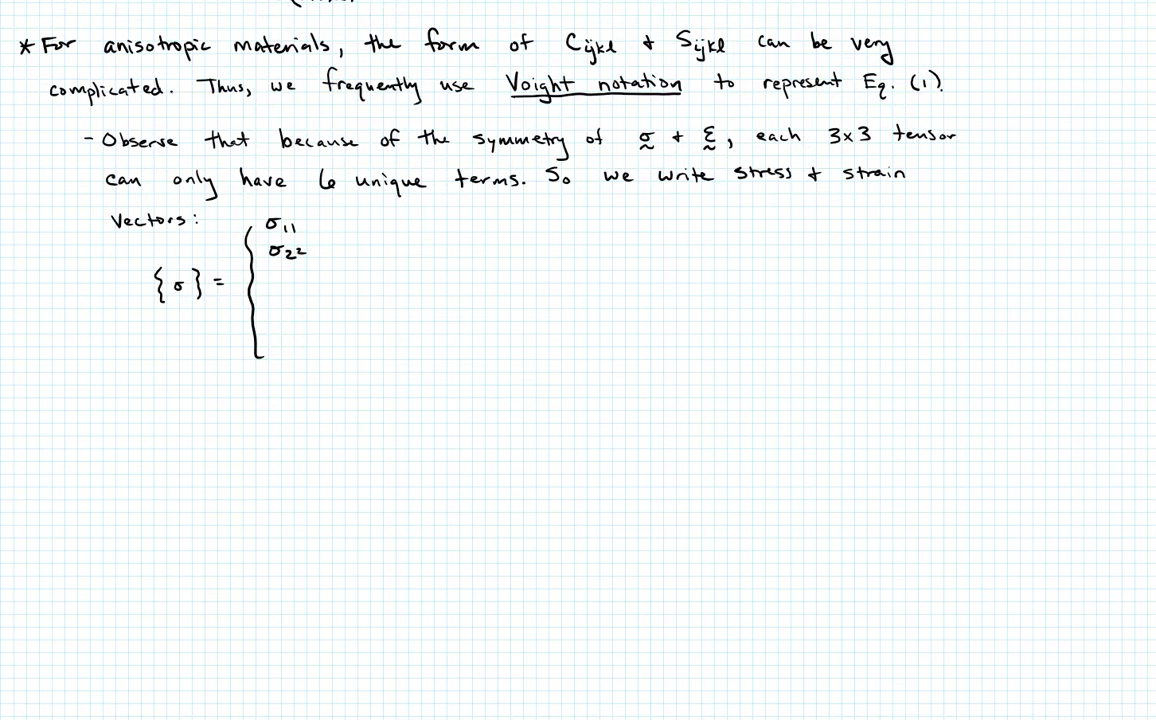 * For anisotropic materials, the form of Cijkl + Sijkl can be very
complicated. Thus, we frequently use Voight notation to represent Eq. (1).
- Observe that because of the symmetry of σ + ε, each 3x3 tensor
can only have 6 unique terms. So we write stress + strain
vectors:
σ11
σ22
{σ} = {